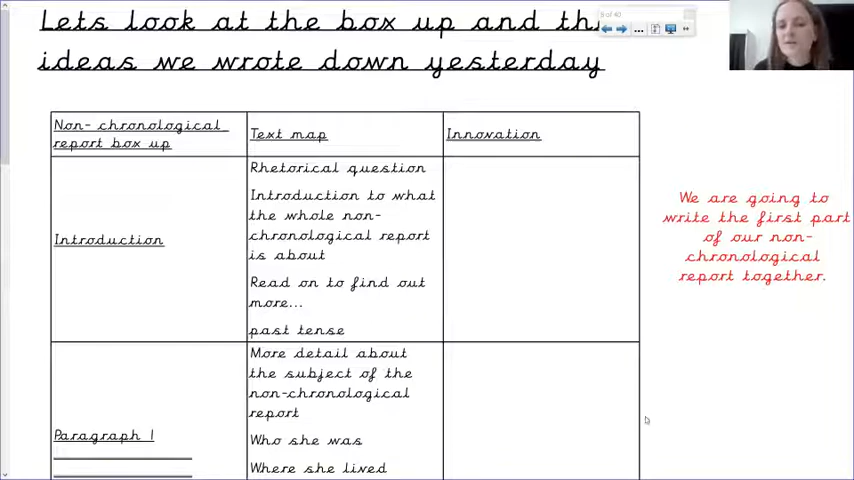 Lets look at the box up and the
ideas we wrote down yesterday
9 of 40
Non- chronological
report box up
Text map
Innovation
Introduction
Rhetorical question
Introduction to what
the whole non-
chronological report
is about
Read on to find out
more...
past tense
We are going to
write the first part
of our non-
chronological
report together.
Paragraph 1
More detail about
the subject of the
non-chronological
report
Who she was
Where she lived